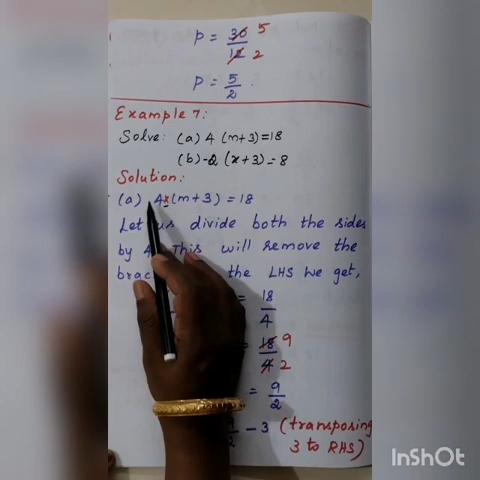 P = 30/12 5 2
P = 5/2.
Example 7:
Solve: (a) 4 (m+3)=18
(b) -2 (x+3)=8
Solution:
(a) 4×(m+3) = 18
Let us divide both the sides
by 4. This will remove the
the LHS we get,
= 18/4
= 18/4 9 2
= 9/2
- 3 (transposing
3 to RHS)
InShOt